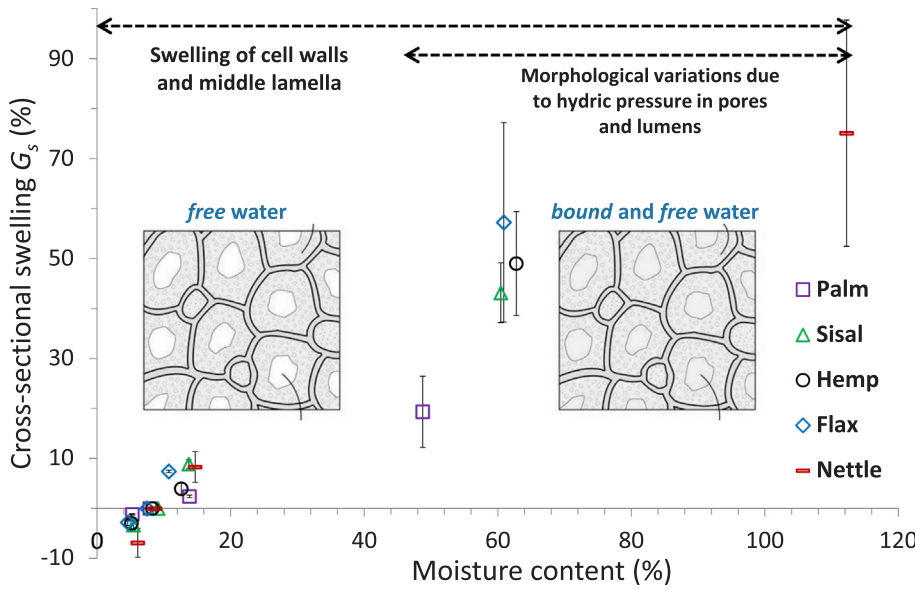 Swelling of cell walls
and middle lamella
Morphological variations due
to hydric pressure in pores
and lumens
free water
bound and free water
Palm
Sisal
Hemp
Flax
Nettle
Cross-sectional swelling Gs (%)
90
70
50
30
10
-10
0
20
40
60
80
100
120
Moisture content (%)